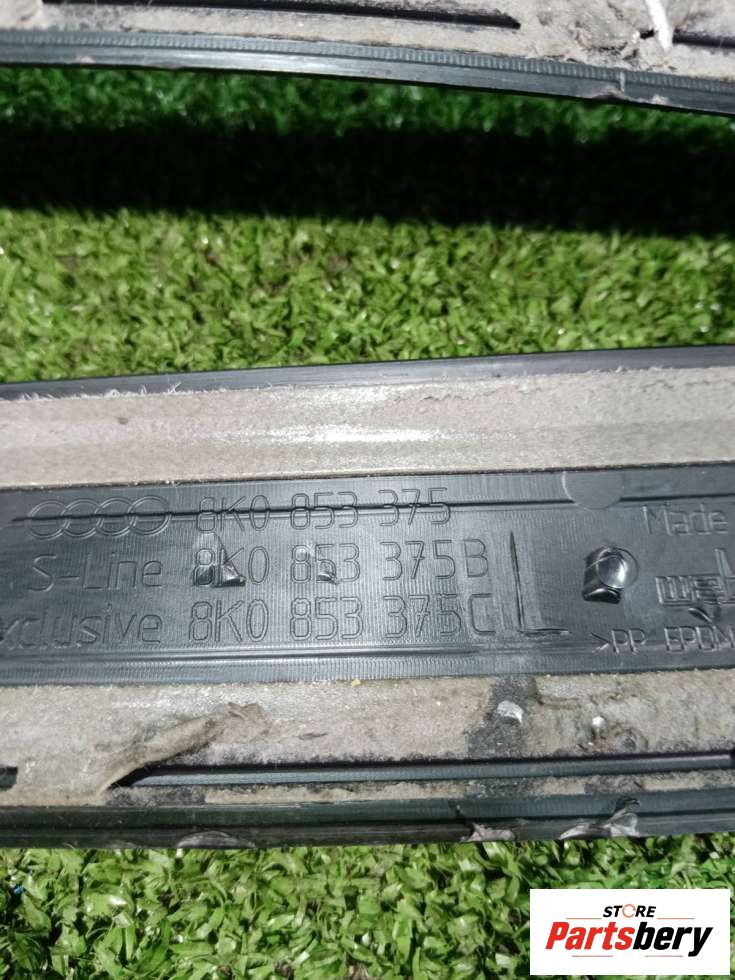 8K0 853 375
S-Line 8K0 853 375B
xclusive 8K0 853 375C
L
Made
>PP EPDM
STORE
Partsbery